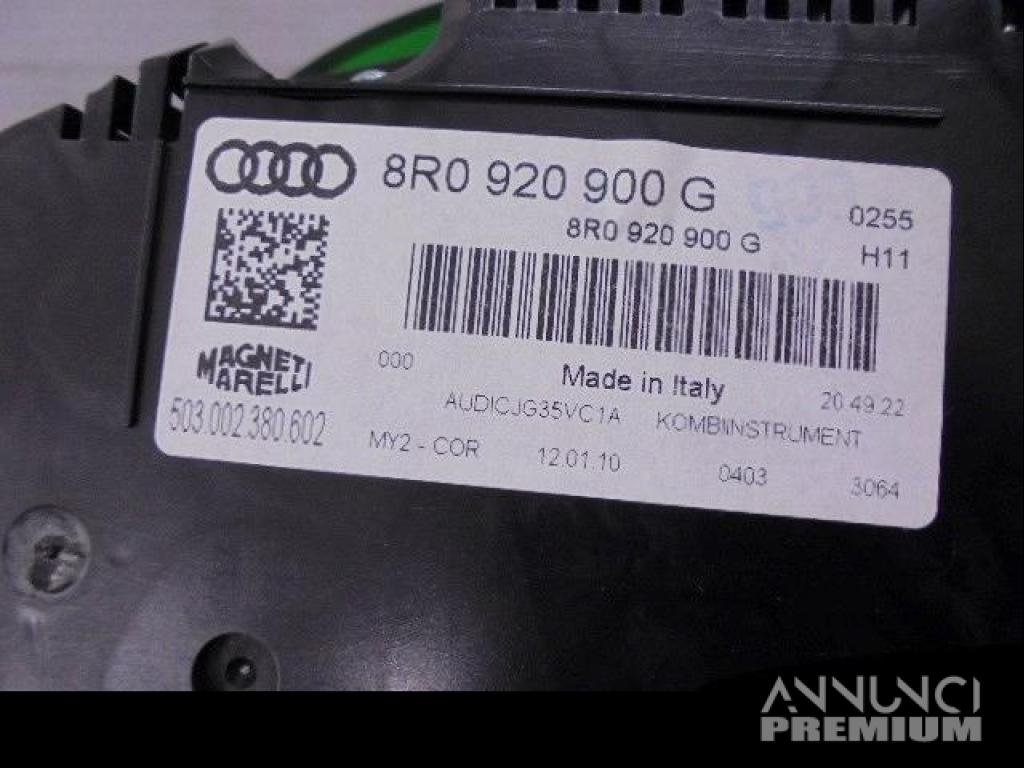 8R0 920 900 G
0255
8R0 920 900 G
H11
MAGNETI
MARELLI
503.002.380.602
000
Made in Italy
20 49 22
AUDICJG35VC1A KOMBIINSTRUMENT
MY2 - COR 12.01.10 0403 3064
ANNUNCI
PREMIUM